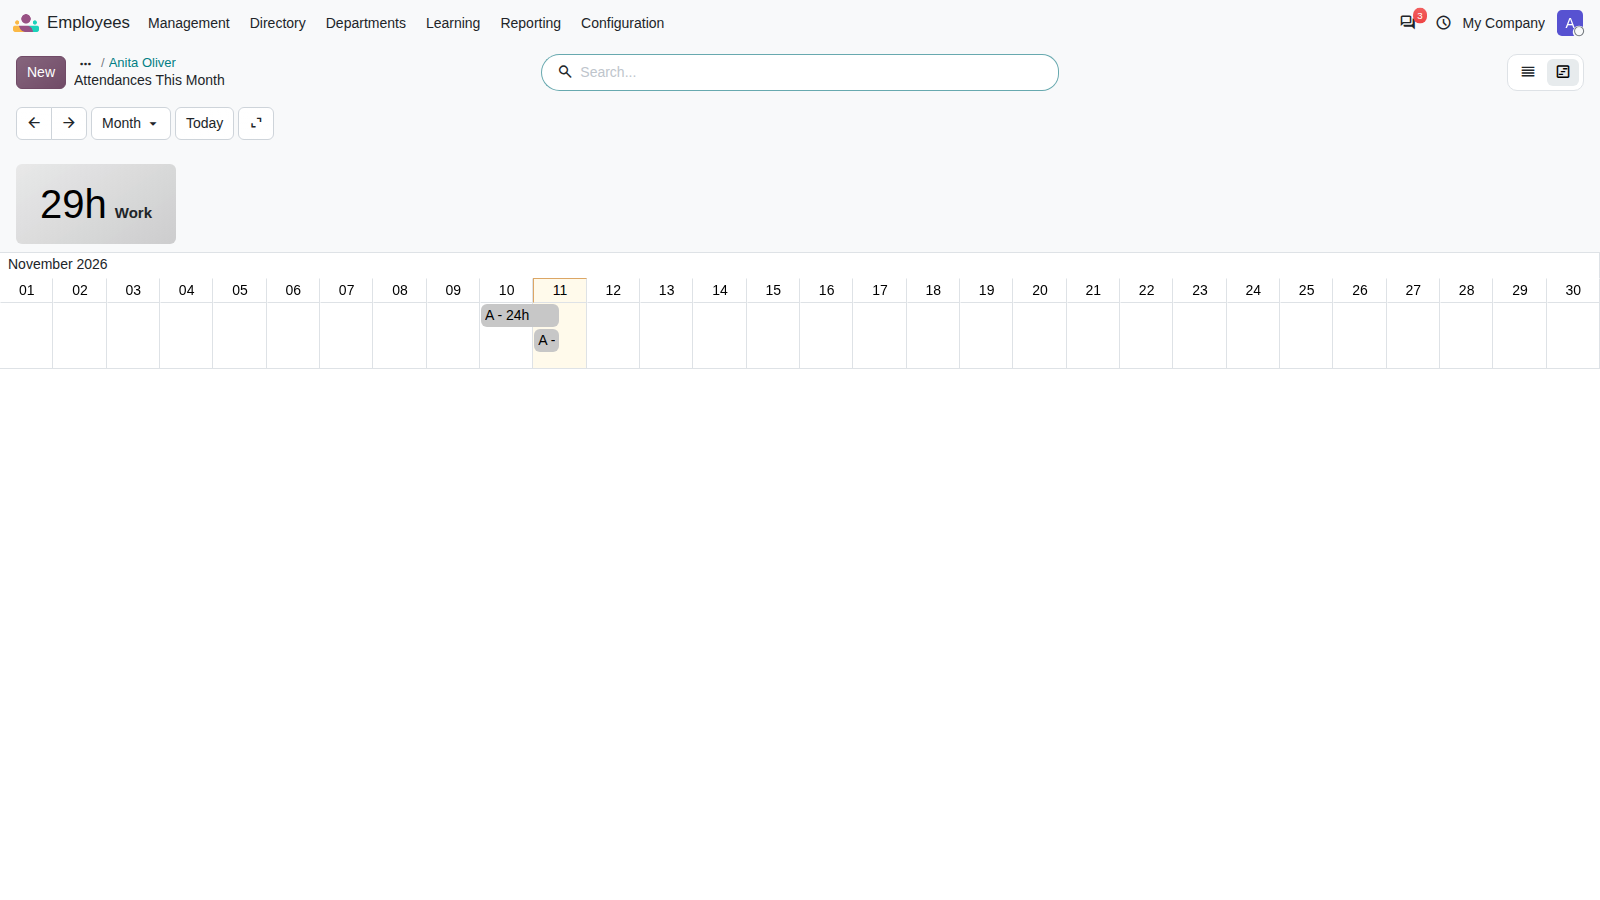 Employees Management Directory Departments Learning Reporting Configuration 3 My Company A
New ... / Anita Oliver
Attendances This Month
Search...
Month Today
29h Work
November 2026
01 02 03 04 05 06 07 08 09 10 11 12 13 14 15 16 17 18 19 20 21 22 23 24 25 26 27 28 29 30
A - 24h
A -